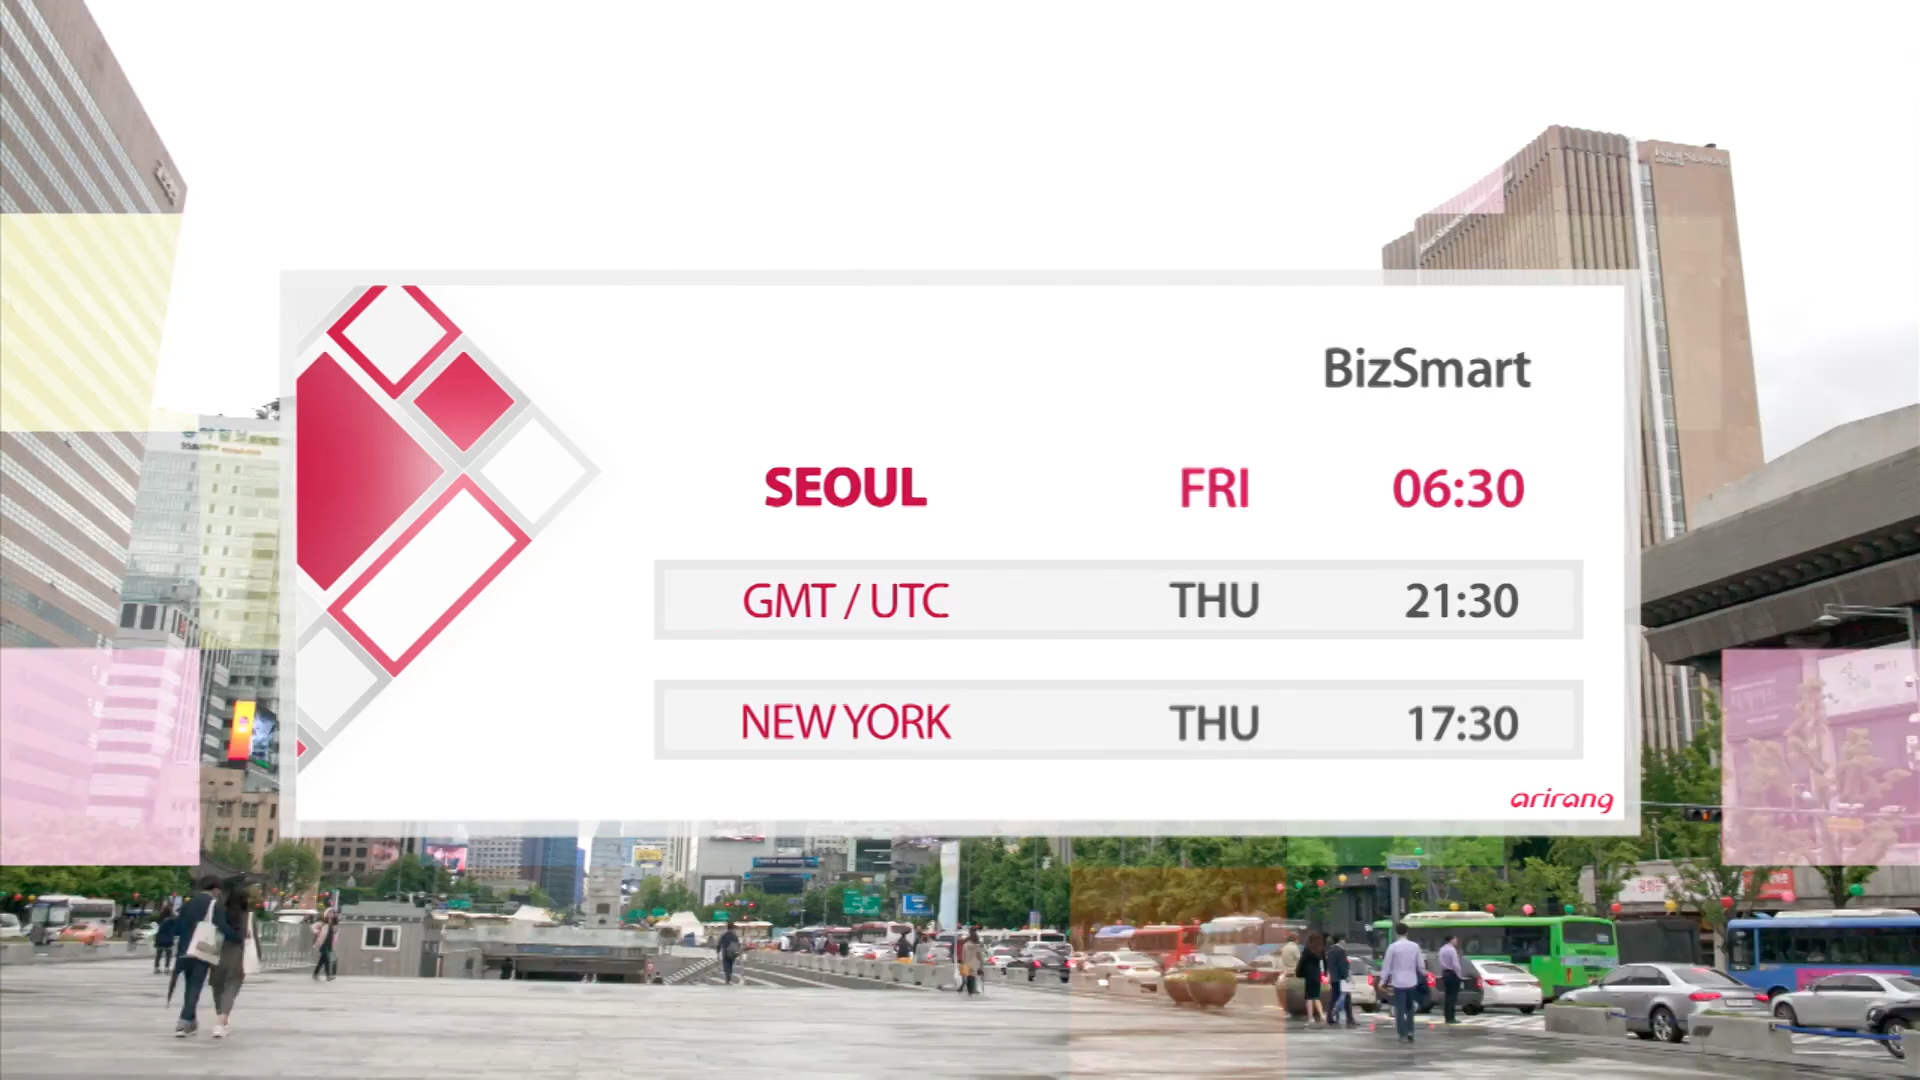 BizSmart
SEOUL FRI 06:30
GMT / UTC THU 21:30
NEW YORK THU 17:30
arirang